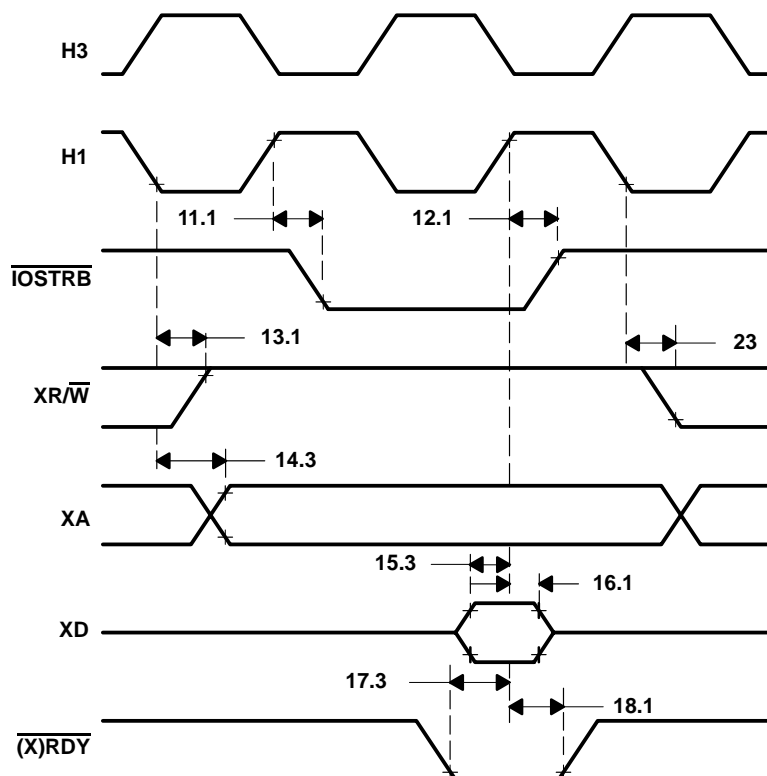 H3
H1
11.1
12.1
IOSTRB
13.1
23
XR/W
14.3
XA
15.3
16.1
XD
17.3
18.1
(X)RDY